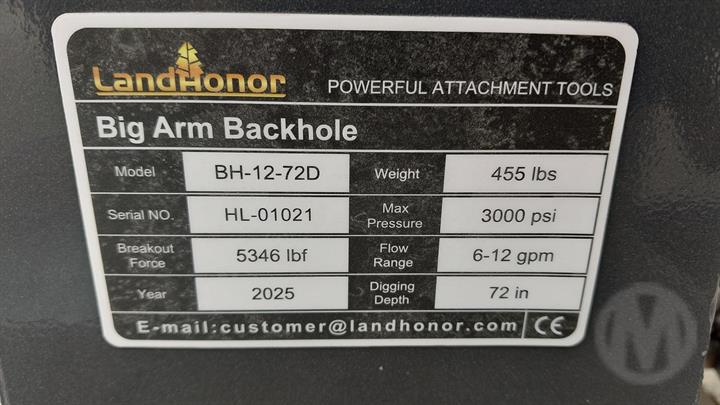 LandHonor POWERFUL ATTACHMENT TOOLS
Big Arm Backhole
Model BH-12-72D Weight 455 lbs
Serial NO. HL-01021 Max Pressure 3000 psi
Breakout Force 5346 lbf Flow Range 6-12 gpm
Year 2025 Digging Depth 72 in
E-mail:customer@landhonor.com CE
M